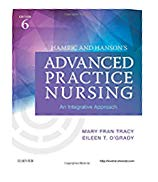 EDITION
6
HAMRIC AND HANSON'S
ADVANCED
PRACTICE
NURSING
An Integrative Approach
MARY FRAN TRACY
EILEEN T. O'GRADY
ELSEVIER